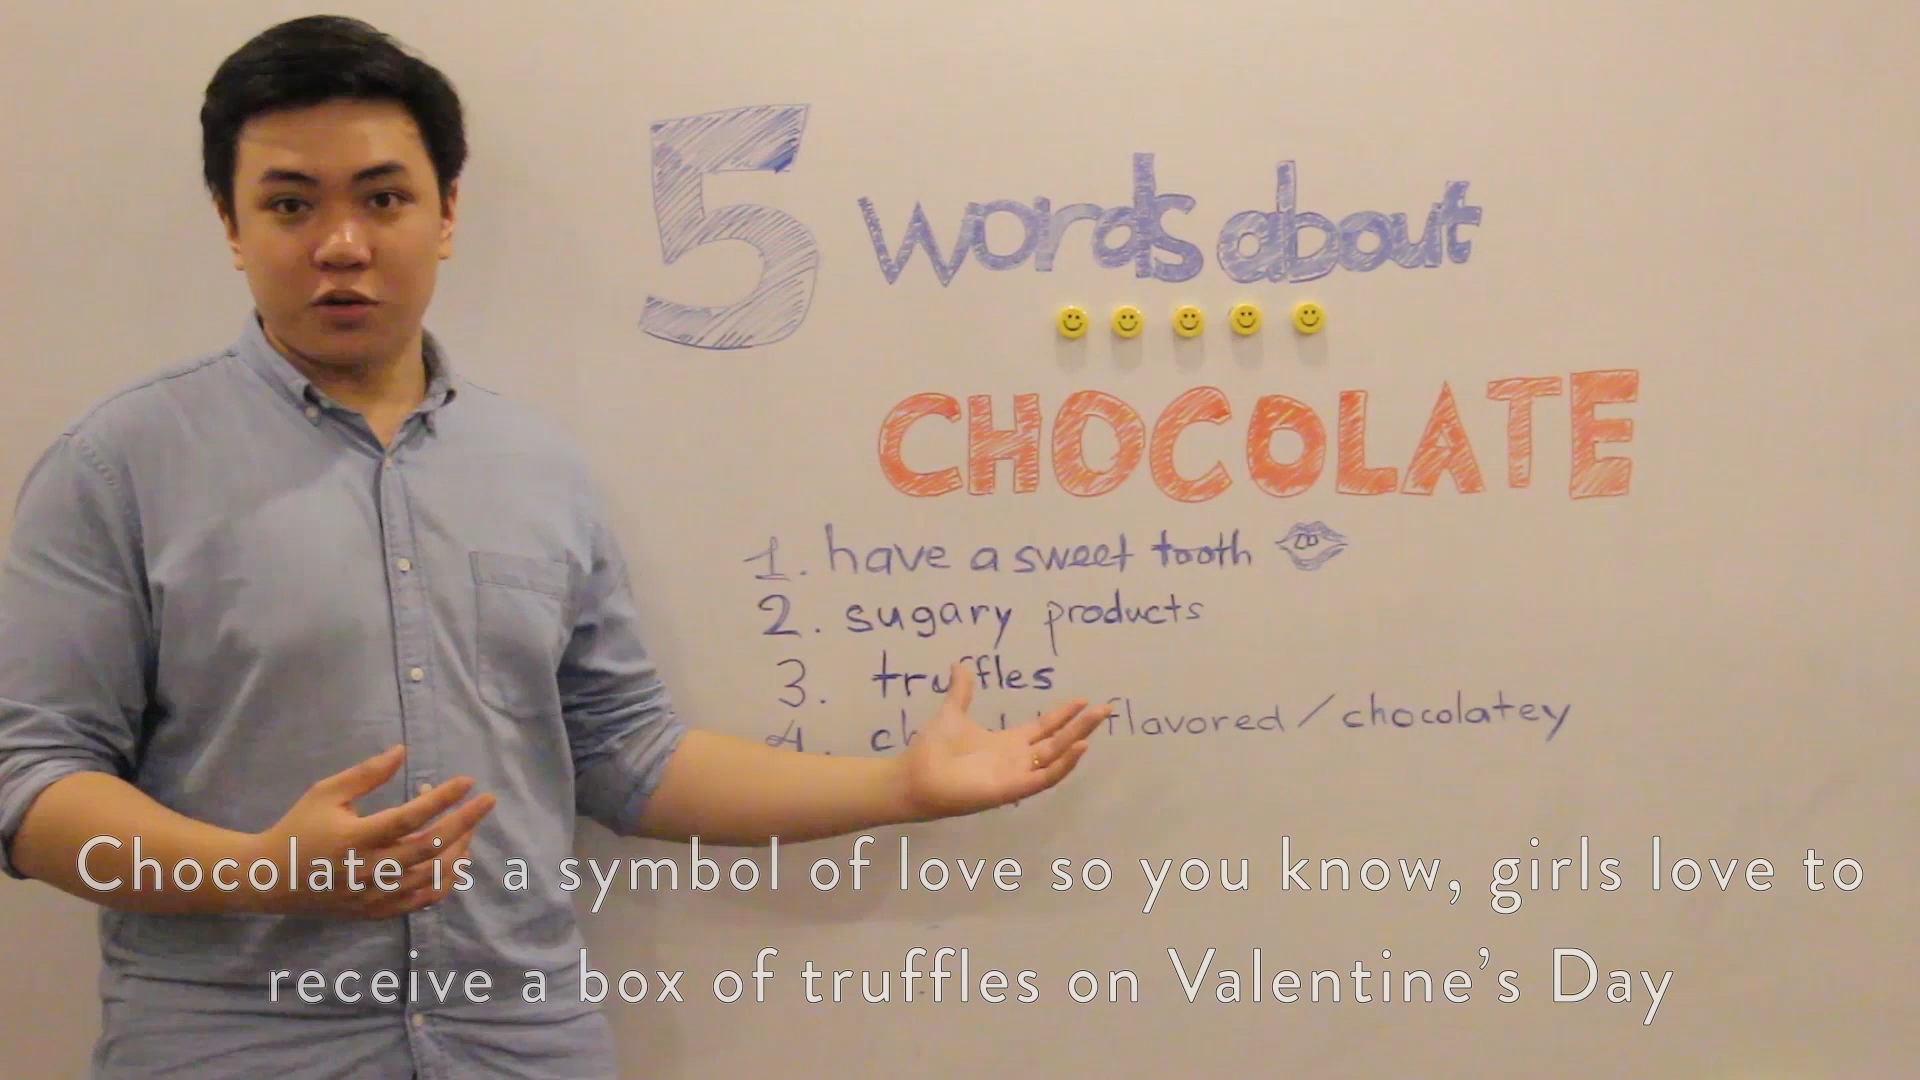 5 words about
CHOCOLATE
1. have a sweet tooth
2. sugary products
3. truffles
4. flavored / chocolatey
Chocolate is a symbol of love so you know, girls love to
receive a box of truffles on Valentine's Day